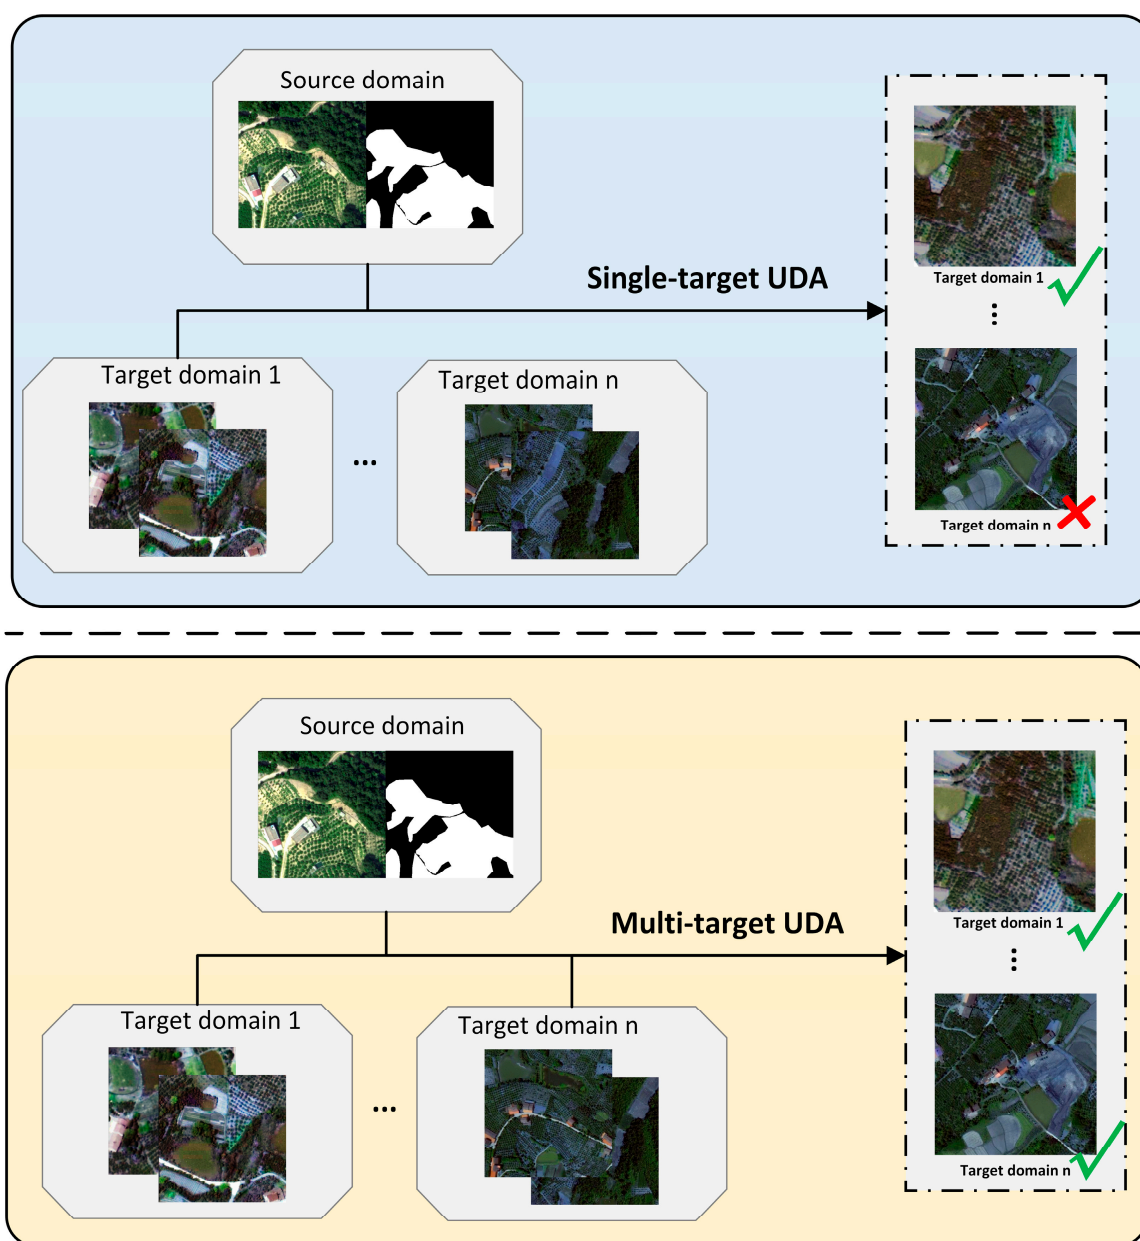 Source domain
Single-target UDA
Target domain 1
...
Target domain n
Target domain 1
...
Target domain n
Source domain
Multi-target UDA
Target domain 1
...
Target domain n
Target domain 1
...
Target domain n